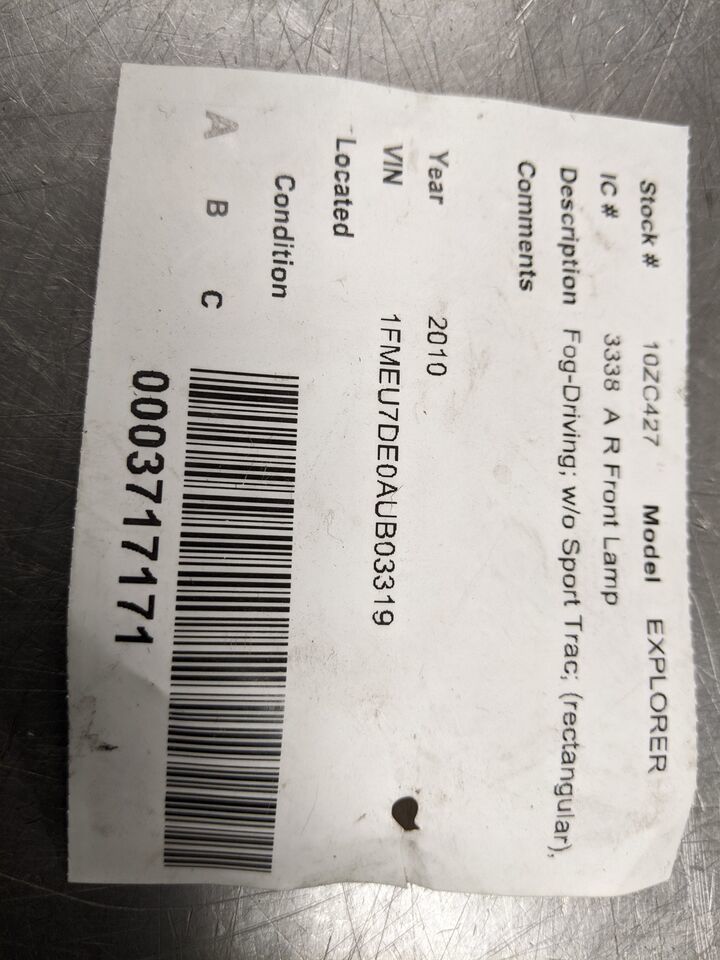 Stock # 10ZC427 Model EXPLORER
IC # 3338 A R Front Lamp
Description Fog-Driving; w/o Sport Trac; (rectangular),
Comments
Year 2010
VIN 1FMEU7DE0AUB03319
Located
Condition
A B C
0003717171